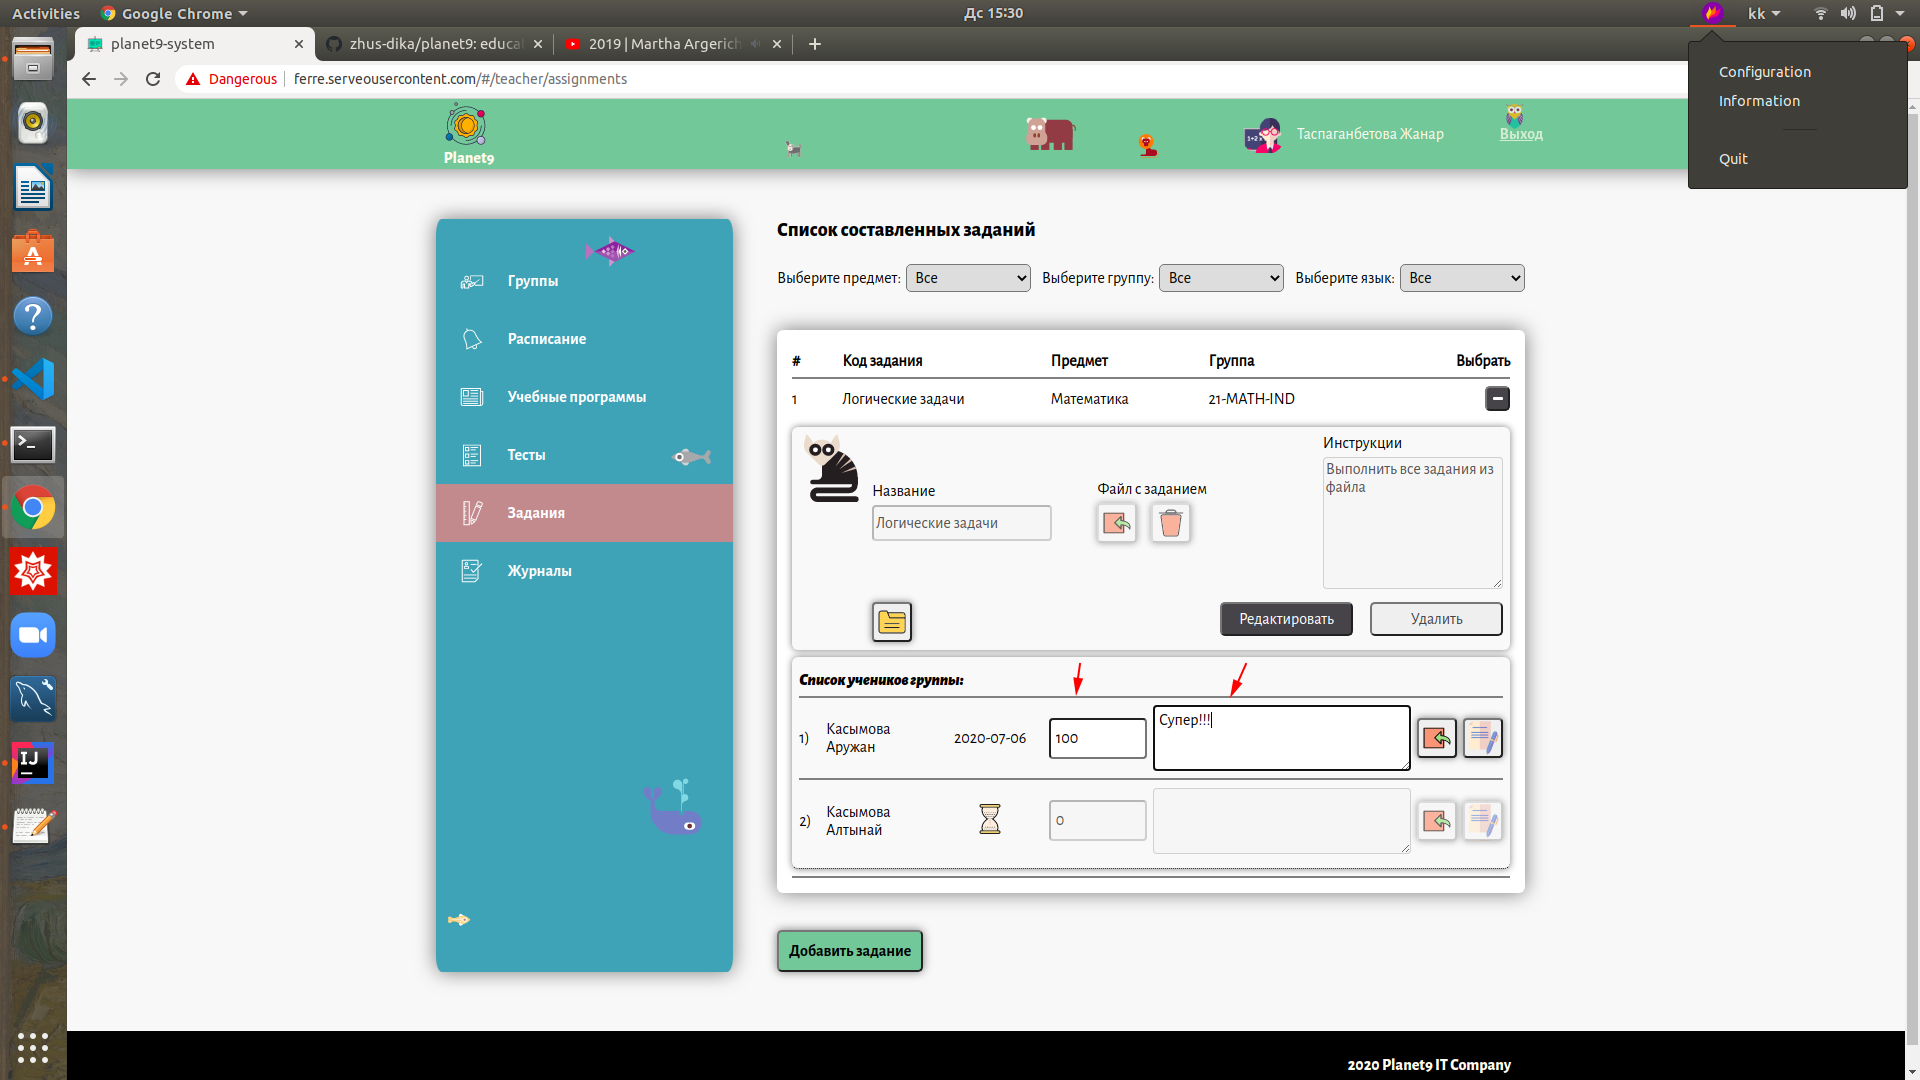 Activities
Google Chrome
Дс 15:30
kk
planet9-system
zhus-dika/planet9: educa
2019 | Martha Argerich
Configuration
Information
Quit
Dangerous
ferre.serveousercontent.com/#/teacher/assignments
Planet9
1+2
Таспаганбетова Жанар
Выход
Группы
Расписание
Учебные программы
Тесты
Задания
Журналы
Список составленных заданий
Выберите предмет: Все
Выберите группу: Все
Выберите язык: Все
# Код задания Предмет Группа Выбрать
1 Логические задачи Математика 21-MATH-IND
Название
Логические задачи
Файл с заданием
Инструкции
Выполнить все задания из
файла
Редактировать
Удалить
Список учеников группы:
1) Касымова
Аружан
2020-07-06
100
Супер!!!
2) Касымова
Алтынай
0
Добавить задание
2020 Planet9 IT Company
IJ